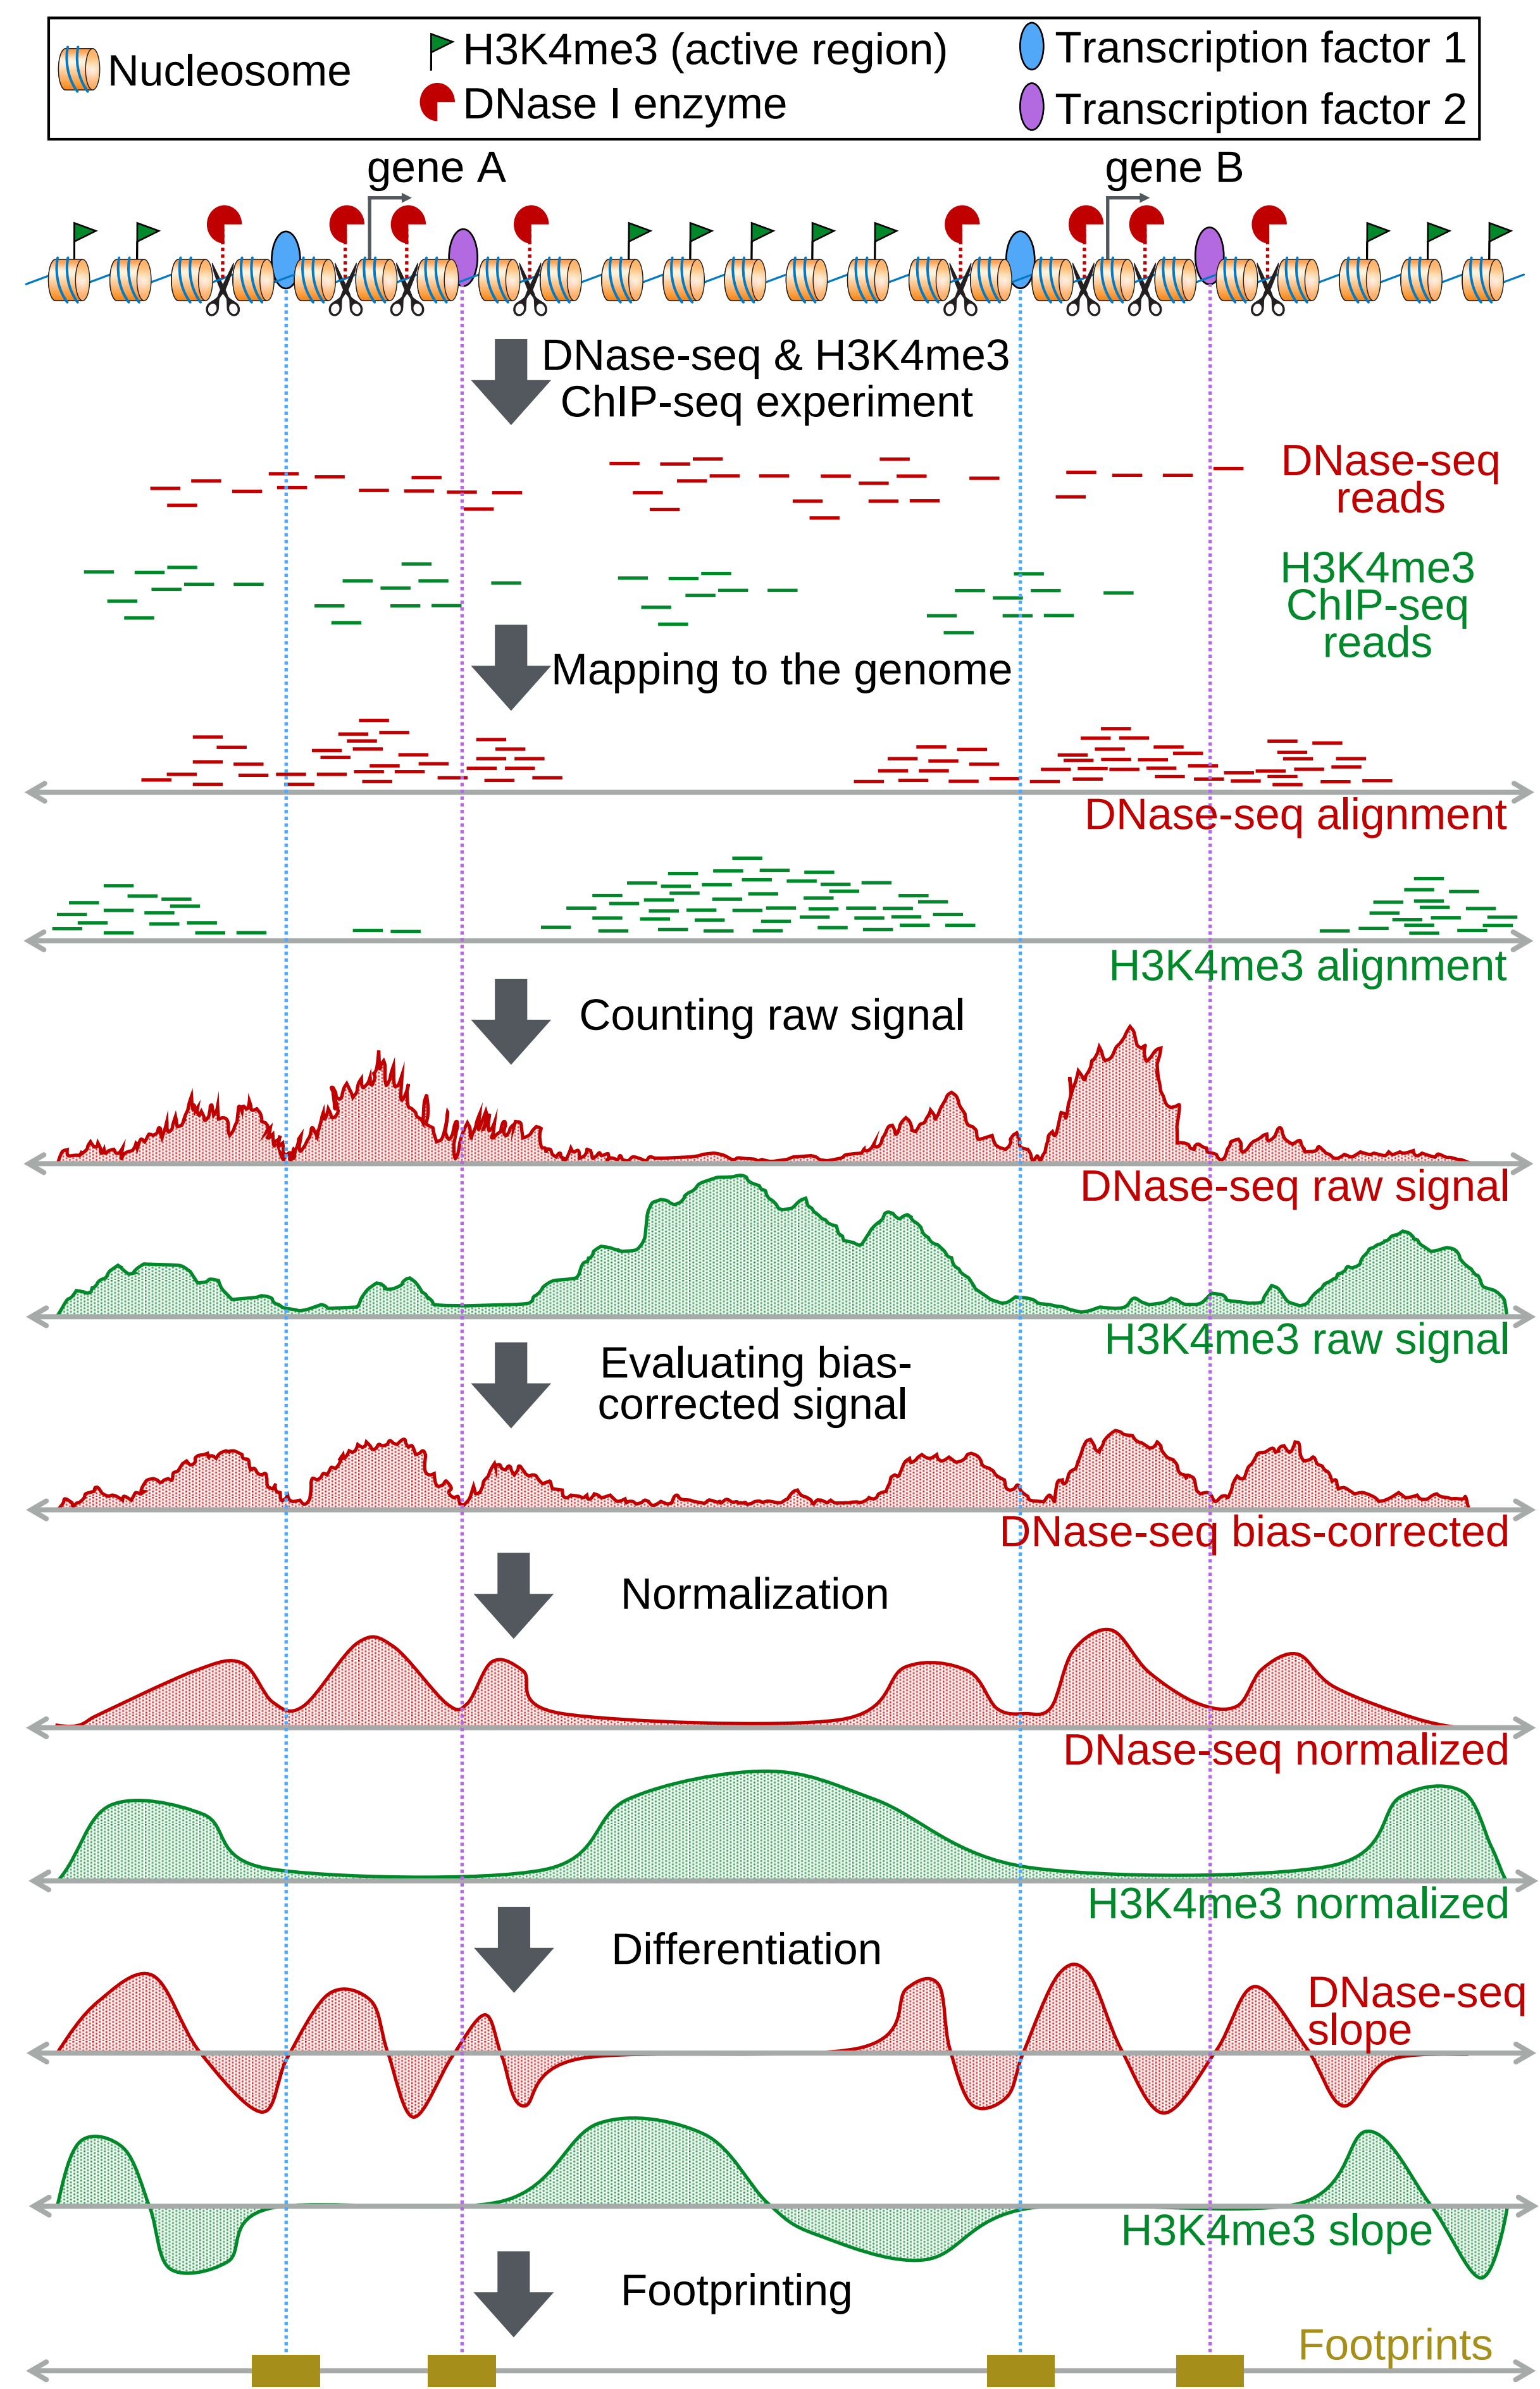 Nucleosome
H3K4me3 (active region)
DNase I enzyme
Transcription factor 1
Transcription factor 2
gene A
gene B
DNase-seq & H3K4me3
ChIP-seq experiment
DNase-seq
reads
H3K4me3
ChIP-seq
reads
Mapping to the genome
DNase-seq alignment
H3K4me3 alignment
Counting raw signal
DNase-seq raw signal
H3K4me3 raw signal
Evaluating bias-
corrected signal
DNase-seq bias-corrected
Normalization
DNase-seq normalized
H3K4me3 normalized
Differentiation
DNase-seq
slope
H3K4me3 slope
Footprinting
Footprints